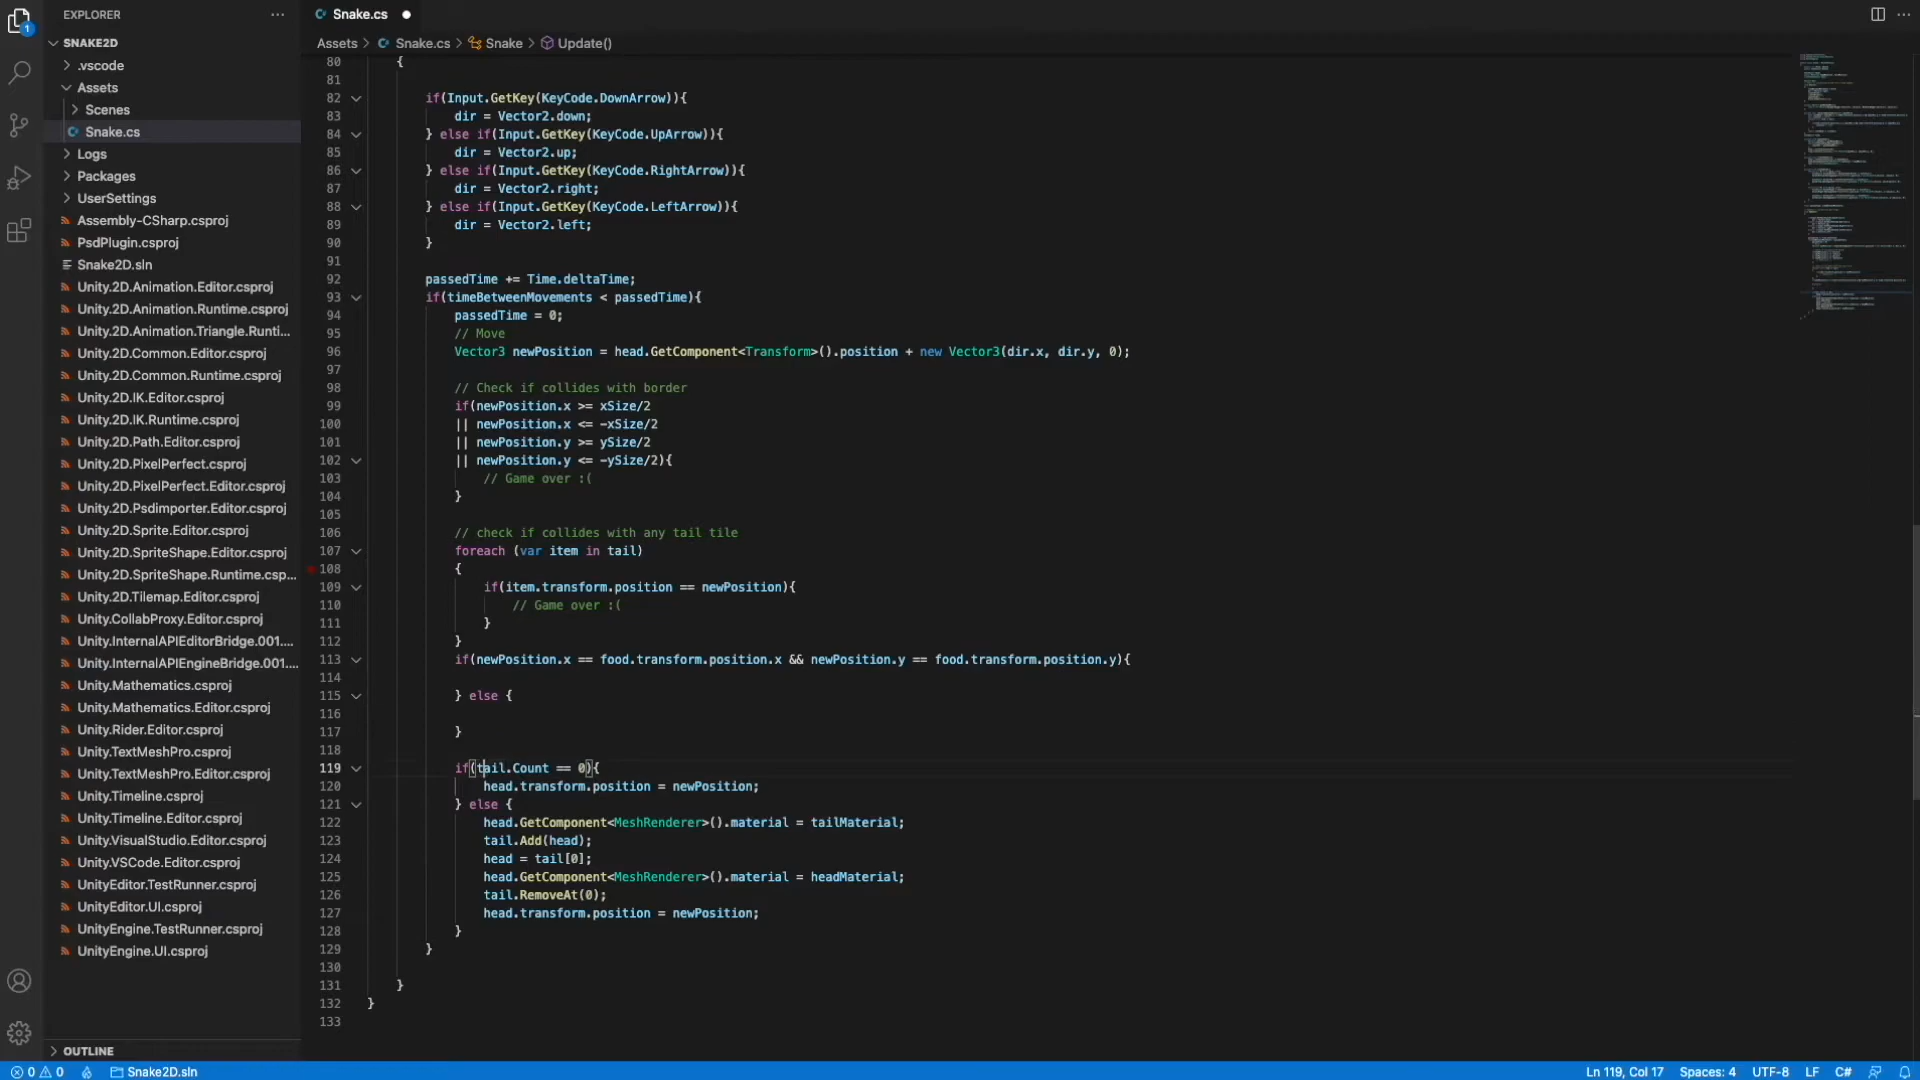 1
EXPLORER
Snake.cs
SNAKE2D
.vscode
Assets
Scenes
Snake.cs
Logs
Packages
UserSettings
Assembly-CSharp.csproj
PsdPlugin.csproj
Snake2D.sln
Unity.2D.Animation.Editor.csproj
Unity.2D.Animation.Runtime.csproj
Unity.2D.Animation.Triangle.Runti...
Unity.2D.Common.Editor.csproj
Unity.2D.Common.Runtime.csproj
Unity.2D.IK.Editor.csproj
Unity.2D.IK.Runtime.csproj
Unity.2D.Path.Editor.csproj
Unity.2D.PixelPerfect.csproj
Unity.2D.PixelPerfect.Editor.csproj
Unity.2D.Psdimporter.Editor.csproj
Unity.2D.Sprite.Editor.csproj
Unity.2D.SpriteShape.Editor.csproj
Unity.2D.SpriteShape.Runtime.csp...
Unity.2D.Tilemap.Editor.csproj
Unity.CollabProxy.Editor.csproj
Unity.InternalAPIEditorBridge.001....
Unity.InternalAPIEngineBridge.001....
Unity.Mathematics.csproj
Unity.Mathematics.Editor.csproj
Unity.Rider.Editor.csproj
Unity.TextMeshPro.csproj
Unity.TextMeshPro.Editor.csproj
Unity.Timeline.csproj
Unity.Timeline.Editor.csproj
Unity.VisualStudio.Editor.csproj
Unity.VSCode.Editor.csproj
UnityEditor.TestRunner.csproj
UnityEditor.UI.csproj
UnityEngine.TestRunner.csproj
UnityEngine.UI.csproj
OUTLINE
Assets > Snake.cs > Snake > Update()
80 {
81
82 if(Input.GetKey(KeyCode.DownArrow)){
83 dir = Vector2.down;
84 } else if(Input.GetKey(KeyCode.UpArrow)){
85 dir = Vector2.up;
86 } else if(Input.GetKey(KeyCode.RightArrow)){
87 dir = Vector2.right;
88 } else if(Input.GetKey(KeyCode.LeftArrow)){
89 dir = Vector2.left;
90 }
91
92 passedTime += Time.deltaTime;
93 if(timeBetweenMovements < passedTime){
94 passedTime = 0;
95 // Move
96 Vector3 newPosition = head.GetComponent<Transform>().position + new Vector3(dir.x, dir.y, 0);
97
98 // Check if collides with border
99 if(newPosition.x >= xSize/2
100 || newPosition.x <= -xSize/2
101 || newPosition.y >= ySize/2
102 || newPosition.y <= -ySize/2){
103 // Game over :(
104 }
105
106 // check if collides with any tail tile
107 foreach (var item in tail)
108 {
109 if(item.transform.position == newPosition){
110 // Game over :(
111 }
112 }
113 if(newPosition.x == food.transform.position.x && newPosition.y == food.transform.position.y){
114
115 } else {
116
117 }
118
119 if(tail.Count == 0){
120 head.transform.position = newPosition;
121 } else {
122 head.GetComponent<MeshRenderer>().material = tailMaterial;
123 tail.Add(head);
124 head = tail[0];
125 head.GetComponent<MeshRenderer>().material = headMaterial;
126 tail.RemoveAt(0);
127 head.transform.position = newPosition;
128 }
129 }
130
131 }
132 }
133
0 0 Snake2D.sln Ln 119, Col 17 Spaces: 4 UTF-8 LF C#